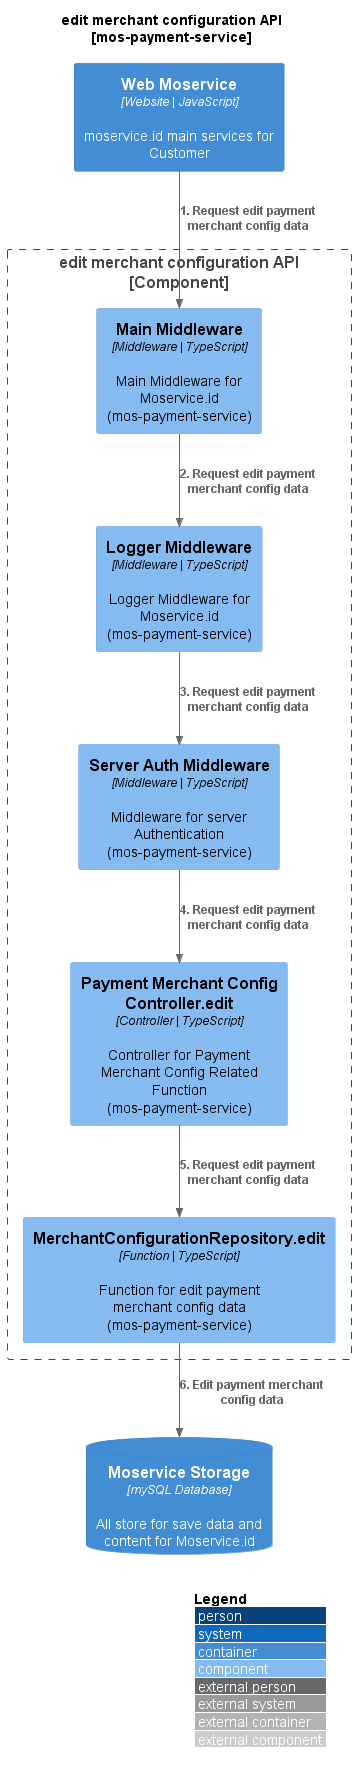 edit merchant configuration API
[mos-payment-service]
Web Moservice
[Website | JavaScript]
moservice.id main services for
Customer
1. Request edit payment
merchant config data
edit merchant configuration API
[Component]
Main Middleware
[Middleware | TypeScript]
Main Middleware for
Moservice.id
(mos-payment-service)
2. Request edit payment
merchant config data
Logger Middleware
[Middleware | TypeScript]
Logger Middleware for
Moservice.id
(mos-payment-service)
3. Request edit payment
merchant config data
Server Auth Middleware
[Middleware | TypeScript]
Middleware for server
Authentication
(mos-payment-service)
4. Request edit payment
merchant config data
Payment Merchant Config
Controller.edit
[Controller | TypeScript]
Controller for Payment
Merchant Config Related
Function
(mos-payment-service)
5. Request edit payment
merchant config data
MerchantConfigurationRepository.edit
[Function | TypeScript]
Function for edit payment
merchant config data
(mos-payment-service)
6. Edit payment merchant
config data
Moservice Storage
[mySQL Database]
All store for save data and
content for Moservice.id
Legend
person
system
container
component
external person
external system
external container
external component